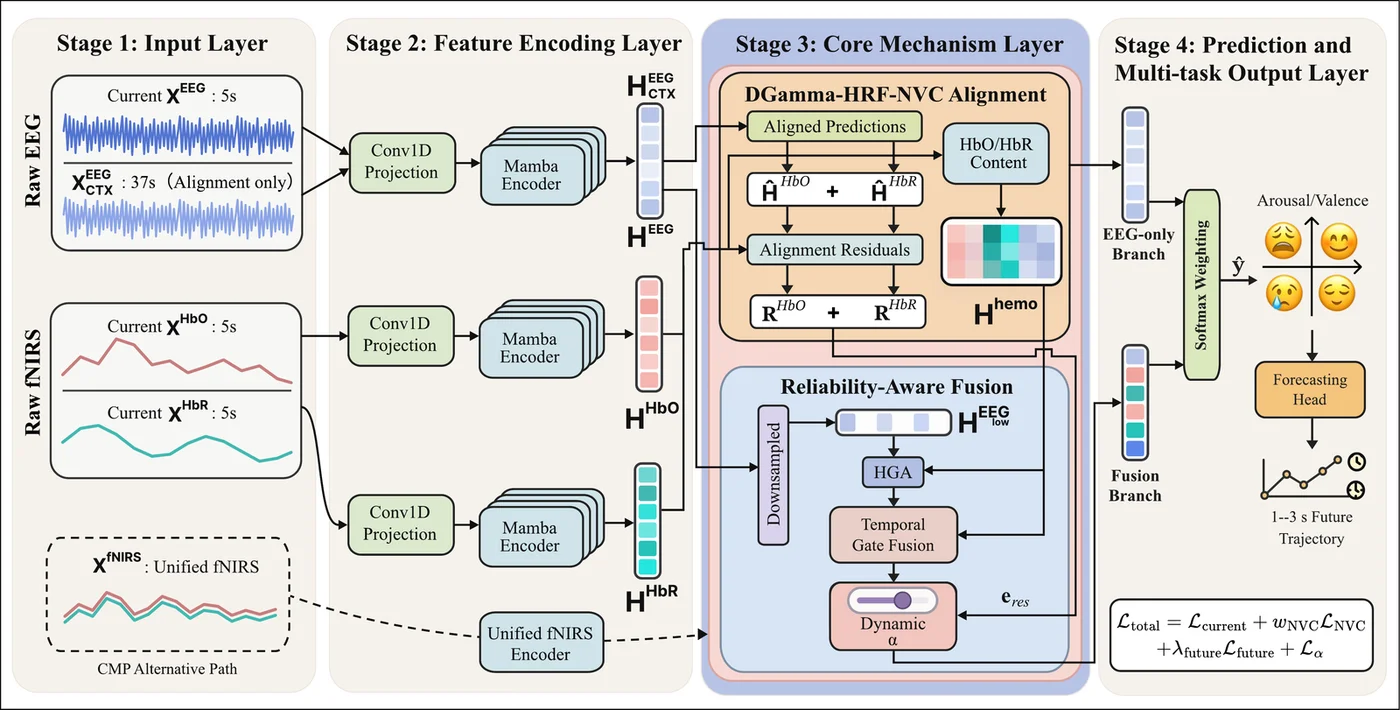 Stage 1: Input Layer
Raw EEG
Current X^EEG : 5s
X^EEG_CTX : 37s (Alignment only)
Raw fNIRS
Current X^HbO : 5s
Current X^HbR : 5s
X^fNIRS : Unified fNIRS
CMP Alternative Path
Stage 2: Feature Encoding Layer
Conv1D
Projection
Mamba
Encoder
H^EEG_CTX
H^EEG
Conv1D
Projection
Mamba
Encoder
H^HbO
Conv1D
Projection
Mamba
Encoder
H^HbR
Unified fNIRS
Encoder
Stage 3: Core Mechanism Layer
DGamma-HRF-NVC Alignment
Aligned Predictions
Ĥ^HbO + Ĥ^HbR
Alignment Residuals
R^HbO + R^HbR
HbO/HbR
Content
H^hemo
Reliability-Aware Fusion
Downsampled
H^EEG_low
HGA
Temporal
Gate Fusion
Dynamic
α
e_res
Stage 4: Prediction and
Multi-task Output Layer
EEG-only
Branch
Fusion
Branch
Softmax Weighting
ŷ
Arousal/Valence
Forecasting
Head
1--3 s Future
Trajectory
ℒ_total = ℒ_current + w_NVC ℒ_NVC
+λ_future ℒ_future + ℒ_α